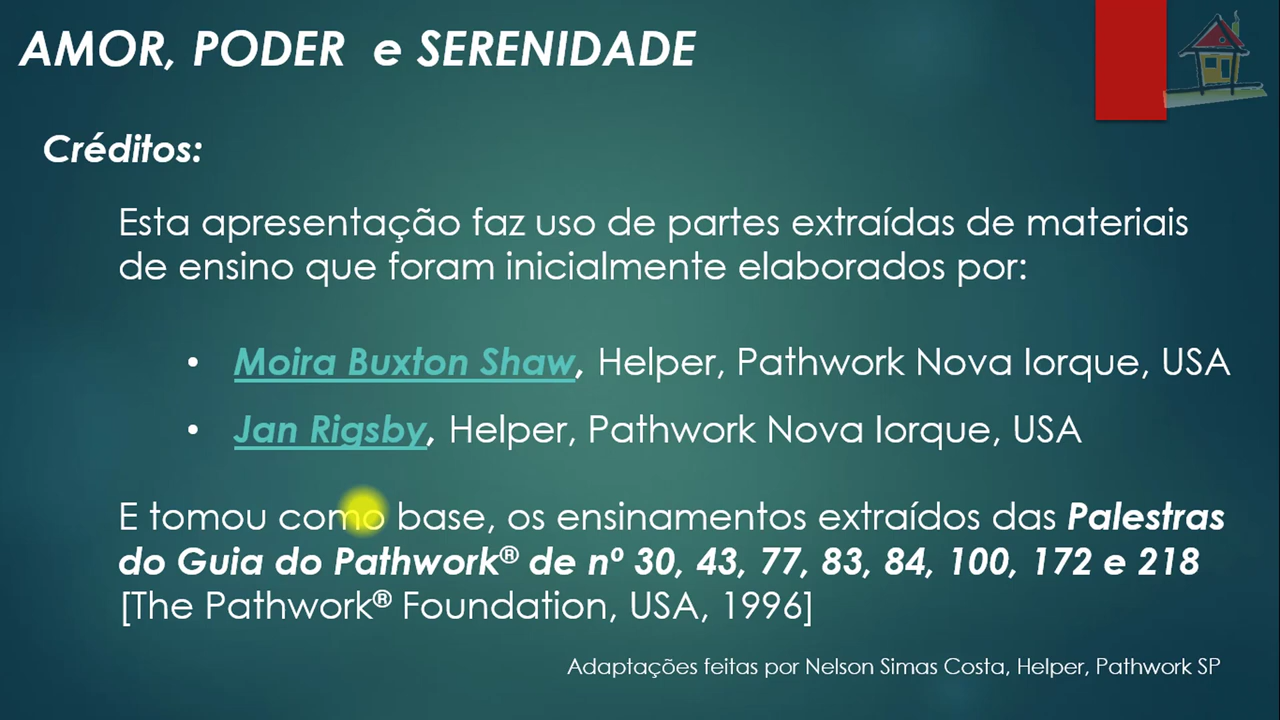 AMOR, PODER e SERENIDADE
Créditos:
Esta apresentação faz uso de partes extraídas de materiais
de ensino que foram inicialmente elaborados por:
• Moira Buxton Shaw, Helper, Pathwork Nova Iorque, USA
• Jan Rigsby, Helper, Pathwork Nova Iorque, USA
E tomou como base, os ensinamentos extraídos das Palestras
do Guia do Pathwork® de nº 30, 43, 77, 83, 84, 100, 172 e 218
[The Pathwork® Foundation, USA, 1996]
Adaptações feitas por Nelson Simas Costa, Helper, Pathwork SP